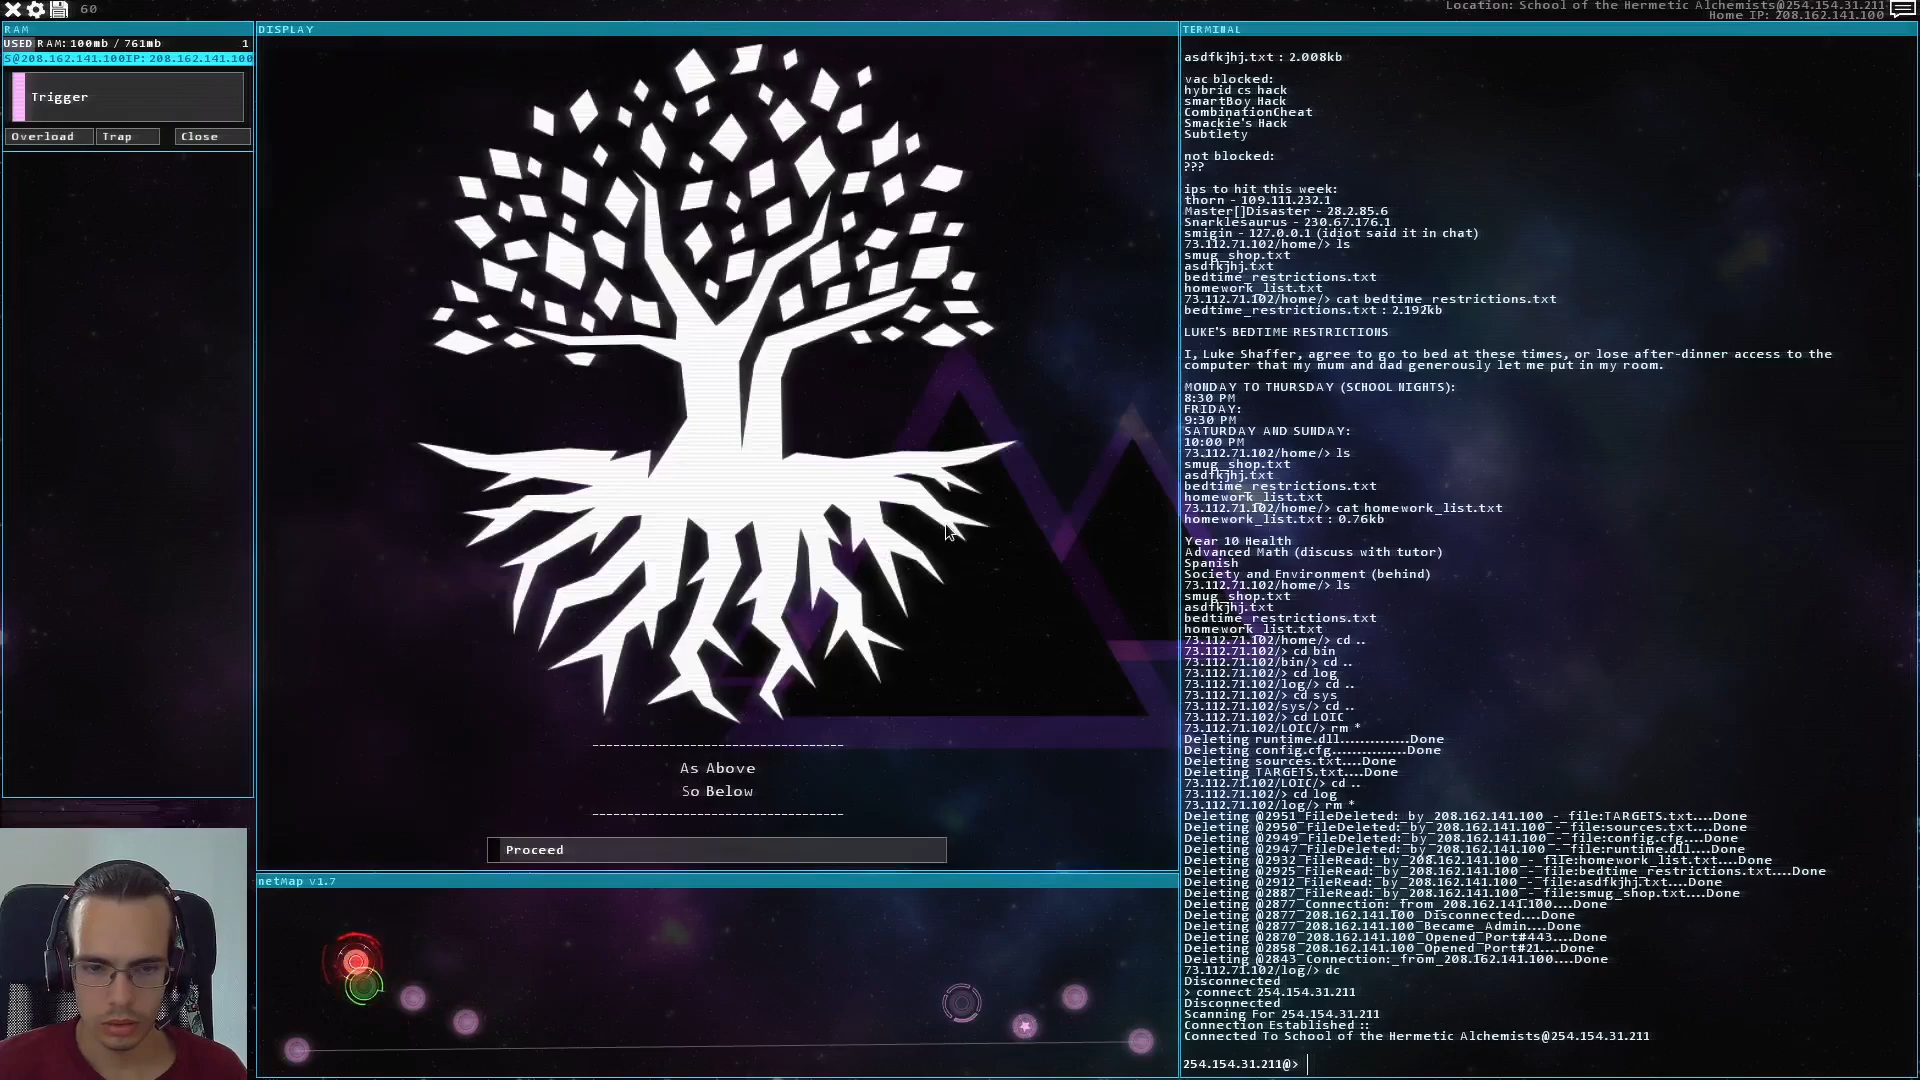 60
Location: School of the Hermetic Alchemists@254.154.31.211
Home IP: 208.162.141.100
RAM
USED RAM: 100mb / 761mb 1
S@208.162.141.100IP: 208.162.141.100
Trigger
Overload
Trap
Close
DISPLAY
As Above
So Below
Proceed
netMap v1.7
TERMINAL
asdfkjhj.txt : 2.008kb
vac blocked:
hybrid cs hack
smartBoy Hack
CombinationCheat
Smackie's Hack
Subtlety
not blocked:
???
ips to hit this week:
thorn - 109.111.232.1
Master[]Disaster - 28.2.85.6
Snarklesaurus - 230.67.176.1
smigin - 127.0.0.1 (idiot said it in chat)
73.112.71.102/home/> ls
smug_shop.txt
asdfkjhj.txt
bedtime_restrictions.txt
homework_list.txt
73.112.71.102/home/> cat bedtime_restrictions.txt
bedtime_restrictions.txt : 2.192kb
LUKE'S BEDTIME RESTRICTIONS
I, Luke Shaffer, agree to go to bed at these times, or lose after-dinner access to the
computer that my mum and dad generously let me put in my room.
MONDAY TO THURSDAY (SCHOOL NIGHTS):
8:30 PM
FRIDAY:
9:30 PM
SATURDAY AND SUNDAY:
10:00 PM
73.112.71.102/home/> ls
smug_shop.txt
asdfkjhj.txt
bedtime_restrictions.txt
homework_list.txt
73.112.71.102/home/> cat homework_list.txt
homework_list.txt : 0.76kb
Year 10 Health
Advanced Math (discuss with tutor)
Spanish
Society and Environment (behind)
73.112.71.102/home/> ls
smug_shop.txt
asdfkjhj.txt
bedtime_restrictions.txt
homework_list.txt
73.112.71.102/home/> cd ..
73.112.71.102/> cd bin
73.112.71.102/bin/> cd ..
73.112.71.102/> cd log
73.112.71.102/log/> cd ..
73.112.71.102/> cd sys
73.112.71.102/sys/> cd ..
73.112.71.102/> cd LOIC
73.112.71.102/LOIC/> rm *
Deleting runtime.dll..............Done
Deleting config.cfg..............Done
Deleting sources.txt....Done
Deleting TARGETS.txt....Done
73.112.71.102/LOIC/> cd ..
73.112.71.102/> cd log
73.112.71.102/log/> rm *
Deleting @2951_FileDeleted:_by_208.162.141.100_-_file:TARGETS.txt....Done
Deleting @2950_FileDeleted:_by_208.162.141.100_-_file:sources.txt....Done
Deleting @2949_FileDeleted:_by_208.162.141.100_-_file:config.cfg....Done
Deleting @2947_FileDeleted:_by_208.162.141.100_-_file:runtime.dll....Done
Deleting @2932_FileRead:_by_208.162.141.100_-_file:homework_list.txt....Done
Deleting @2925_FileRead:_by_208.162.141.100_-_file:bedtime_restrictions.txt....Done
Deleting @2912_FileRead:_by_208.162.141.100_-_file:asdfkjhj.txt....Done
Deleting @2887_FileRead:_by_208.162.141.100_-_file:smug_shop.txt....Done
Deleting @2877_Connection:_from_208.162.141.100....Done
Deleting @2877_208.162.141.100_Disconnected....Done
Deleting @2877_208.162.141.100_Became_Admin....Done
Deleting @2870_208.162.141.100_Opened_Port#443....Done
Deleting @2858_208.162.141.100_Opened_Port#21....Done
Deleting @2843_Connection:_from_208.162.141.100....Done
73.112.71.102/log/> dc
Disconnected
> connect 254.154.31.211
Disconnected
Scanning For 254.154.31.211
Connection Established ::
Connected To School of the Hermetic Alchemists@254.154.31.211
254.154.31.211@>